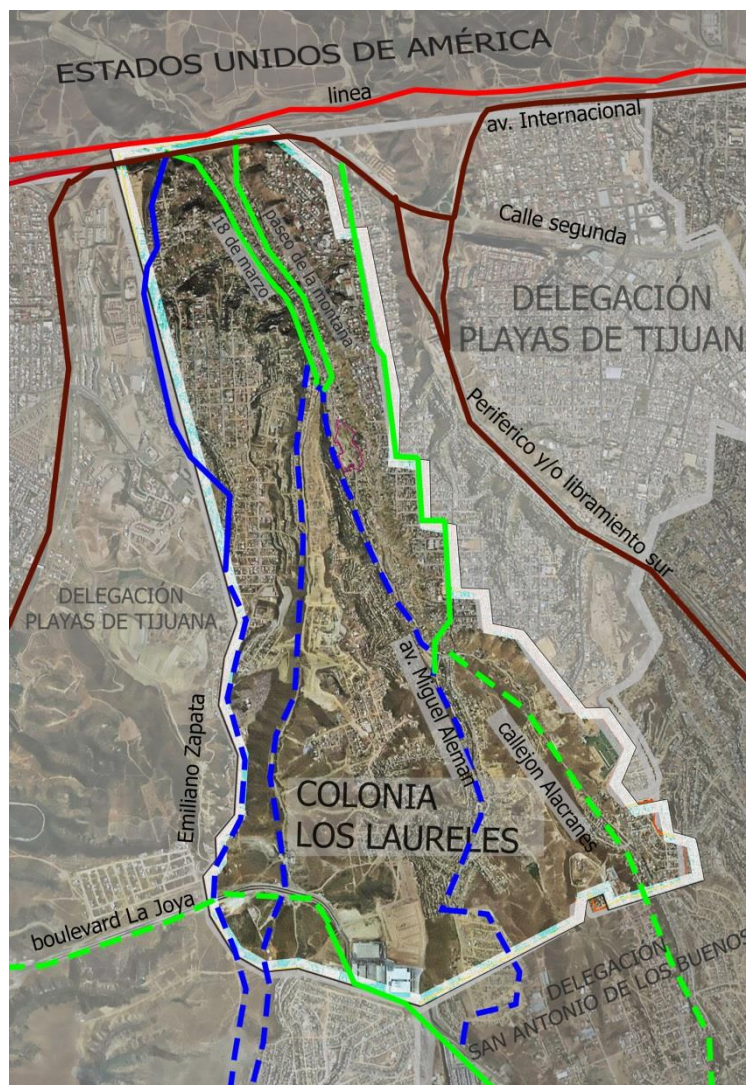 ESTADOS UNIDOS DE AMÉRICA
linea
av. Internacional
Calle segunda
paseo de la montaña
18 de marzo
DELEGACIÓN
PLAYAS DE TIJUAN
Periferico y/o libramiento sur
DELEGACIÓN
PLAYAS DE TIJUANA
av. Miguel Aleman
Emiliano Zapata
callejon Alacranes
COLONIA
LOS LAURELES
boulevard La Joya
DELEGACIÓN
SAN ANTONIO DE LOS BUENOS